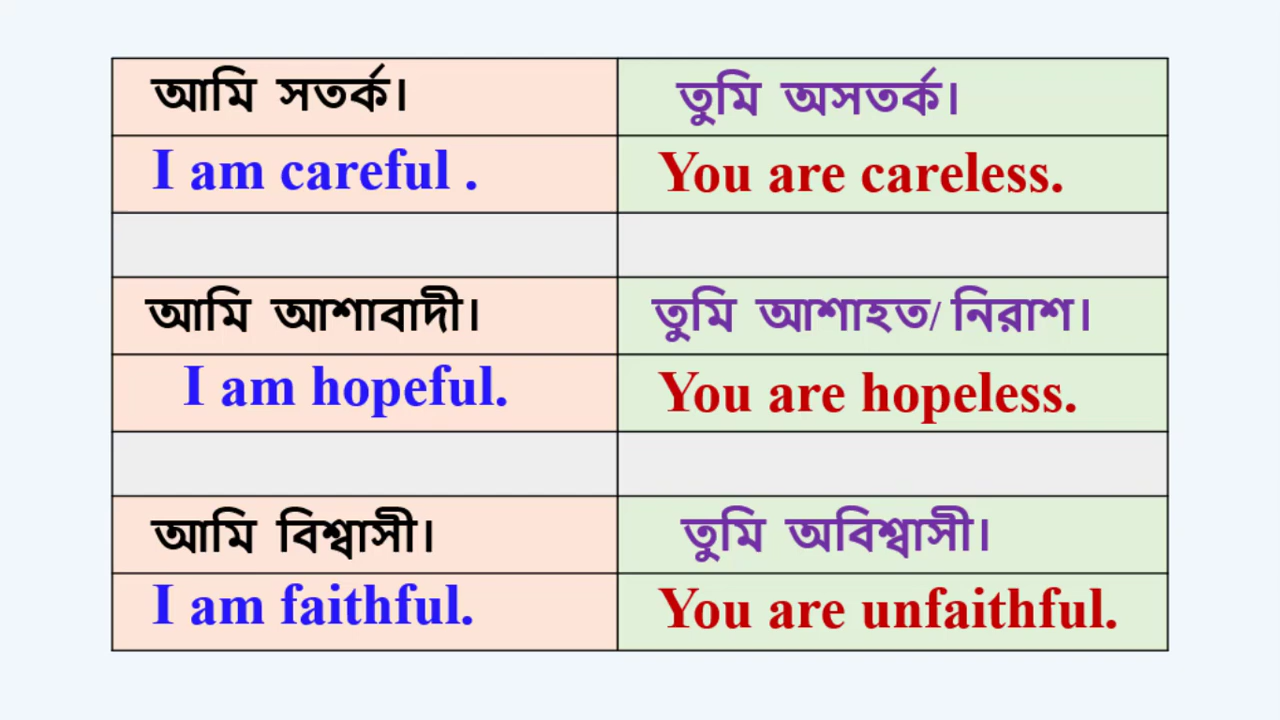 আমি সতর্ক।
তুমি অসতর্ক।
I am careful .
You are careless.
আমি আশাবাদী।
তুমি আশাহত/ নিরাশ।
I am hopeful.
You are hopeless.
আমি বিশ্বাসী।
তুমি অবিশ্বাসী।
I am faithful.
You are unfaithful.